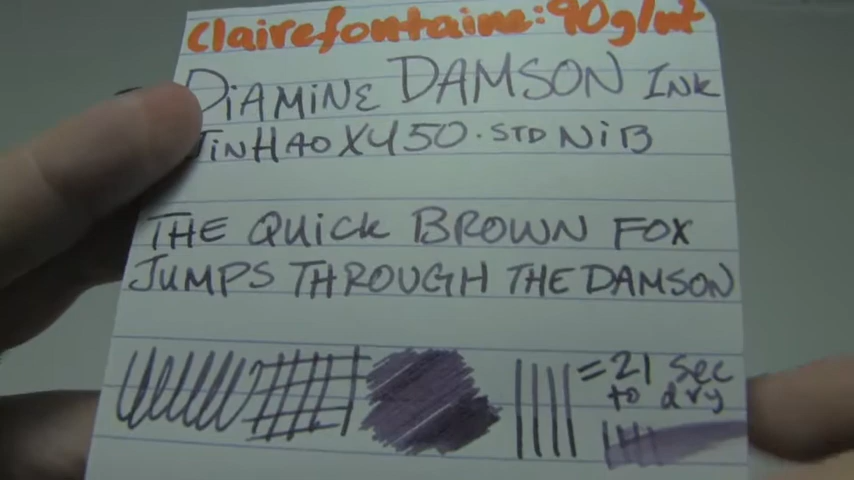 Clairefontaine: 90g/m²
DiAMiNE DAMSON INK
JinHAO X450 · STD NiB
THE QUICK BROWN FOX
JUMPS THROUGH THE DAMSON
= 21 sec
to dry